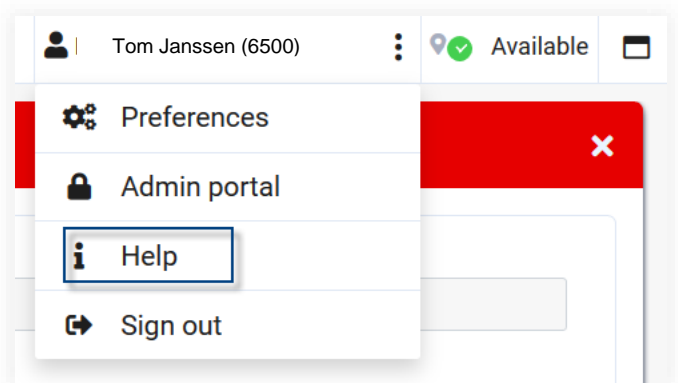 Tom Janssen (6500) Available
Preferences
Admin portal
Help
Sign out